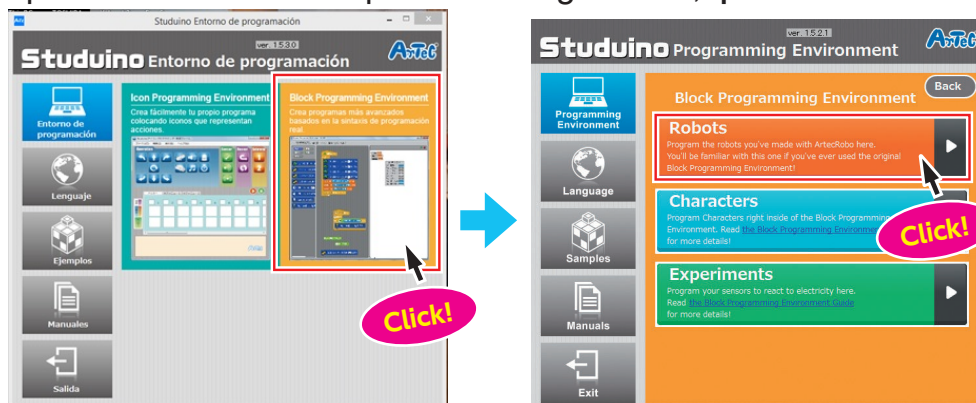 Studuino Entorno de programación
ver. 1.5.3.0
Studuino Entorno de programación
ArTeC
Entorno de
programación
Lenguaje
Ejemplos
Manuales
Salida
Icon Programming Environment
Crea fácilmente tu propio programa
colocando iconos que representan
acciones.
Block Programming Environment
Crea programas más avanzados
basados en la sintaxis de programación
real.
Click!
ver. 1.5.2.1
Studuino Programming Environment
ArTeC
Programming
Environment
Language
Samples
Manuals
Exit
Block Programming Environment
Back
Robots
Program the robots you've made with ArtecRobo here.
You'll be familiar with this one if you've ever used the original
Block Programming Environment!
Characters
Program Characters right inside of the Block Programming
Environment. Read the Block Programming Environment
for more details!
Click!
Experiments
Program your sensors to react to electricity here.
Read the Block Programming Environment Guide
for more details!